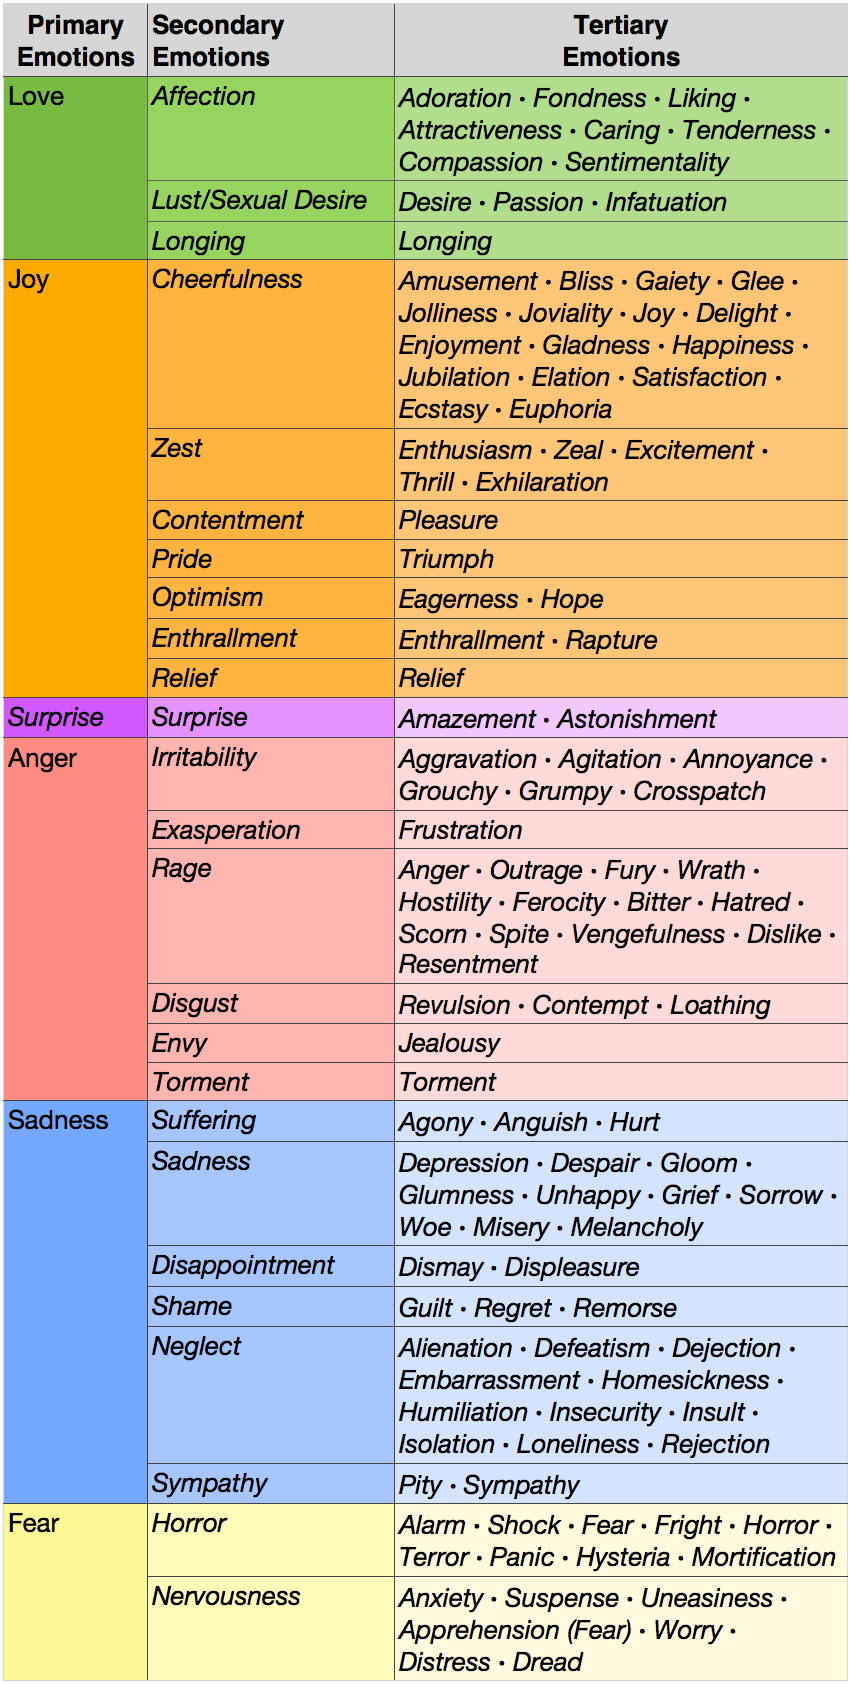 Primary Emotions
Secondary Emotions
Tertiary Emotions
Love
Affection
Adoration · Fondness · Liking ·
Attractiveness · Caring · Tenderness ·
Compassion · Sentimentality
Lust/Sexual Desire
Desire · Passion · Infatuation
Longing
Longing
Joy
Cheerfulness
Amusement · Bliss · Gaiety · Glee ·
Jolliness · Joviality · Joy · Delight ·
Enjoyment · Gladness · Happiness ·
Jubilation · Elation · Satisfaction ·
Ecstasy · Euphoria
Zest
Enthusiasm · Zeal · Excitement ·
Thrill · Exhilaration
Contentment
Pleasure
Pride
Triumph
Optimism
Eagerness · Hope
Enthrallment
Enthrallment · Rapture
Relief
Relief
Surprise
Surprise
Amazement · Astonishment
Anger
Irritability
Aggravation · Agitation · Annoyance ·
Grouchy · Grumpy · Crosspatch
Exasperation
Frustration
Rage
Anger · Outrage · Fury · Wrath ·
Hostility · Ferocity · Bitter · Hatred ·
Scorn · Spite · Vengefulness · Dislike ·
Resentment
Disgust
Revulsion · Contempt · Loathing
Envy
Jealousy
Torment
Torment
Sadness
Suffering
Agony · Anguish · Hurt
Sadness
Depression · Despair · Gloom ·
Glumness · Unhappy · Grief · Sorrow ·
Woe · Misery · Melancholy
Disappointment
Dismay · Displeasure
Shame
Guilt · Regret · Remorse
Neglect
Alienation · Defeatism · Dejection ·
Embarrassment · Homesickness ·
Humiliation · Insecurity · Insult ·
Isolation · Loneliness · Rejection
Sympathy
Pity · Sympathy
Fear
Horror
Alarm · Shock · Fear · Fright · Horror ·
Terror · Panic · Hysteria · Mortification
Nervousness
Anxiety · Suspense · Uneasiness ·
Apprehension (Fear) · Worry ·
Distress · Dread